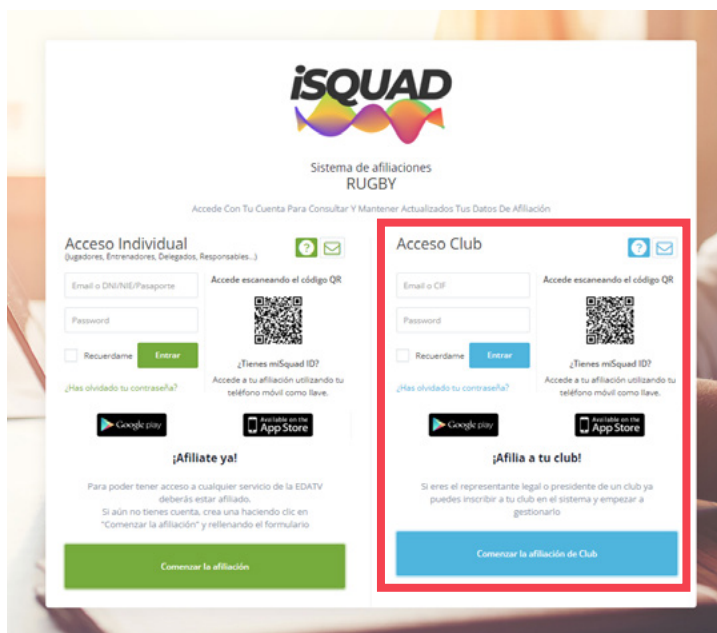 iSQUAD
Sistema de afiliaciones
RUGBY
Accede Con Tu Cuenta Para Consultar Y Mantener Actualizados Tus Datos De Afiliación
Acceso Individual
(Jugadores, Entrenadores, Delegados, Responsables...)
?
Email o DNI/NIE/Pasaporte
Password
Recuerdame
Entrar
¿Has olvidado tu contraseña?
Accede escaneando el código QR
¿Tienes miSquad ID?
Accede a tu afiliación utilizando tu
teléfono móvil como llave.
Google play
Available on the
App Store
¡Afíliate ya!
Para poder tener acceso a cualquier servicio de la EDATV
deberás estar afiliado.
Si aún no tienes cuenta, crea una haciendo clic en
"Comenzar la afiliación" y rellenando el formulario
Comenzar la afiliación
Acceso Club
?
Email o CIF
Password
Recuerdame
Entrar
¿Has olvidado tu contraseña?
Accede escaneando el código QR
¿Tienes miSquad ID?
Accede a tu afiliación utilizando tu
teléfono móvil como llave.
Google play
Available on the
App Store
¡Afilia a tu club!
Si eres el representante legal o presidente de un club ya
puedes inscribir a tu club en el sistema y empezar a
gestionarlo
Comenzar la afiliación de Club